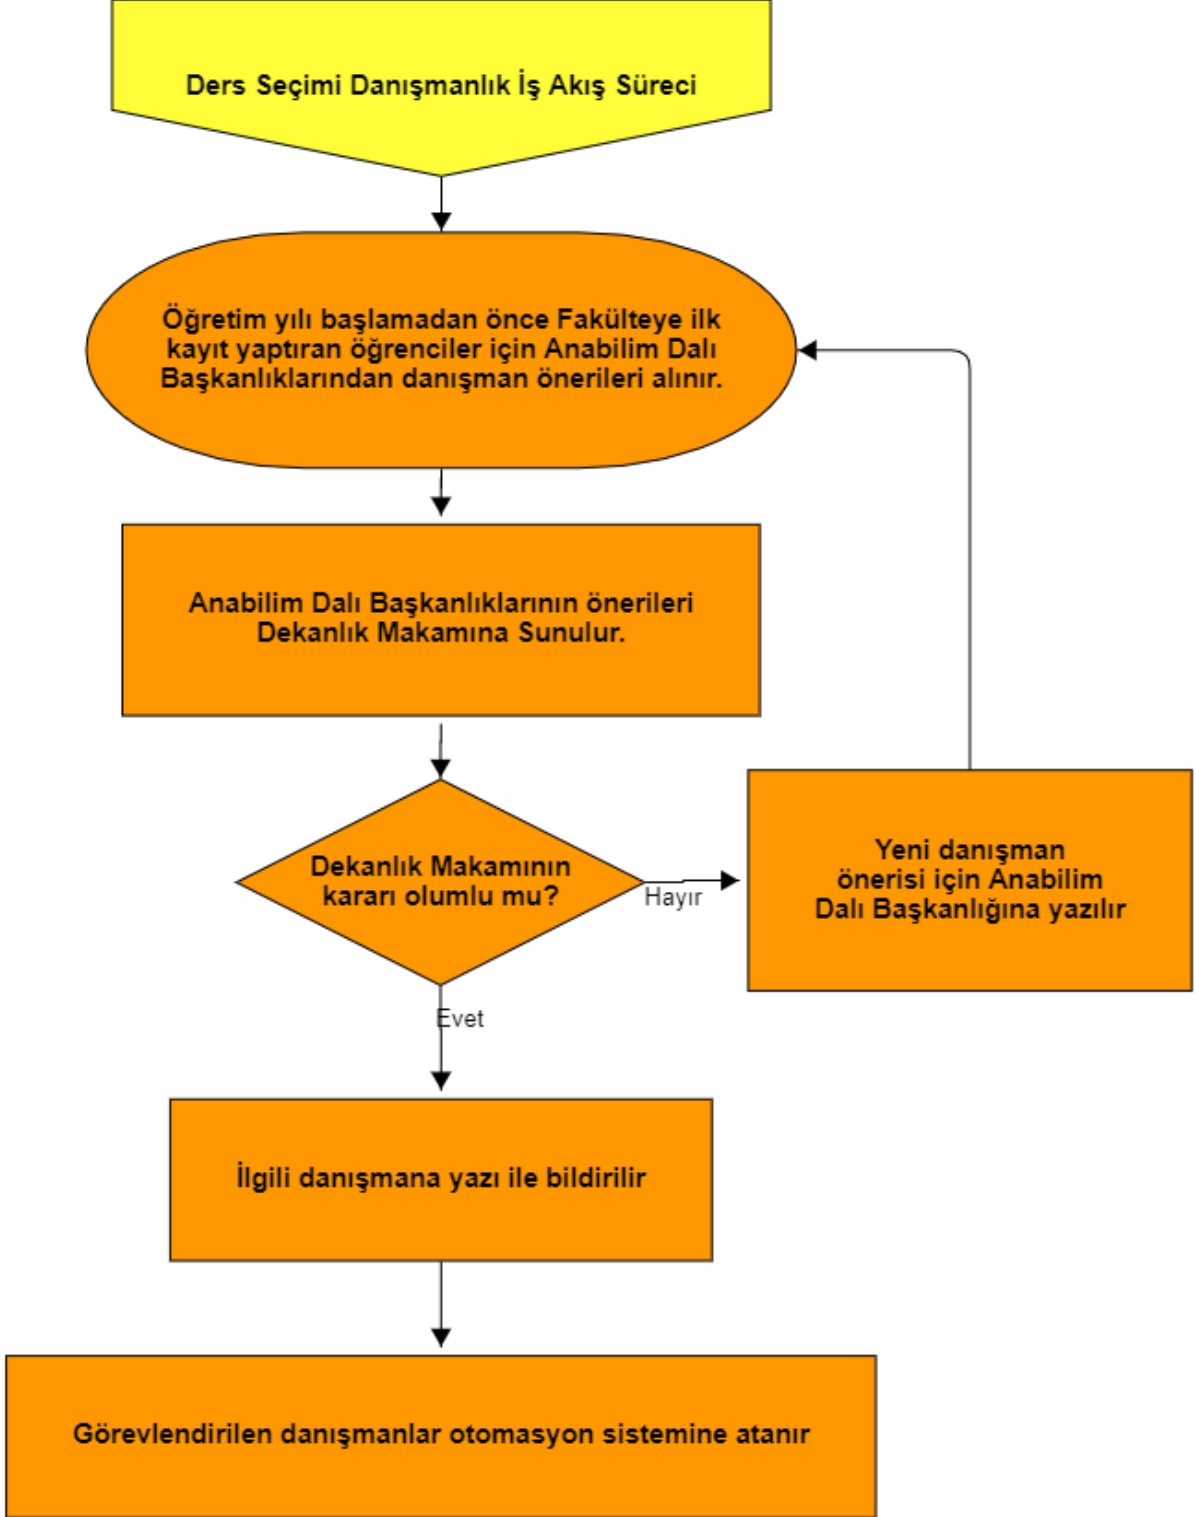 Ders Seçimi Danışmanlık İş Akış Süreci
Öğretim yılı başlamadan önce Fakülteye ilk
kayıt yaptıran öğrenciler için Anabilim Dalı
Başkanlıklarından danışman önerileri alınır.
Anabilim Dalı Başkanlıklarının önerileri
Dekanlık Makamına Sunulur.
Dekanlık Makamının
kararı olumlu mu?
Hayır
Yeni danışman
önerisi için Anabilim
Dalı Başkanlığına yazılır
Evet
İlgili danışmana yazı ile bildirilir
Görevlendirilen danışmanlar otomasyon sistemine atanır